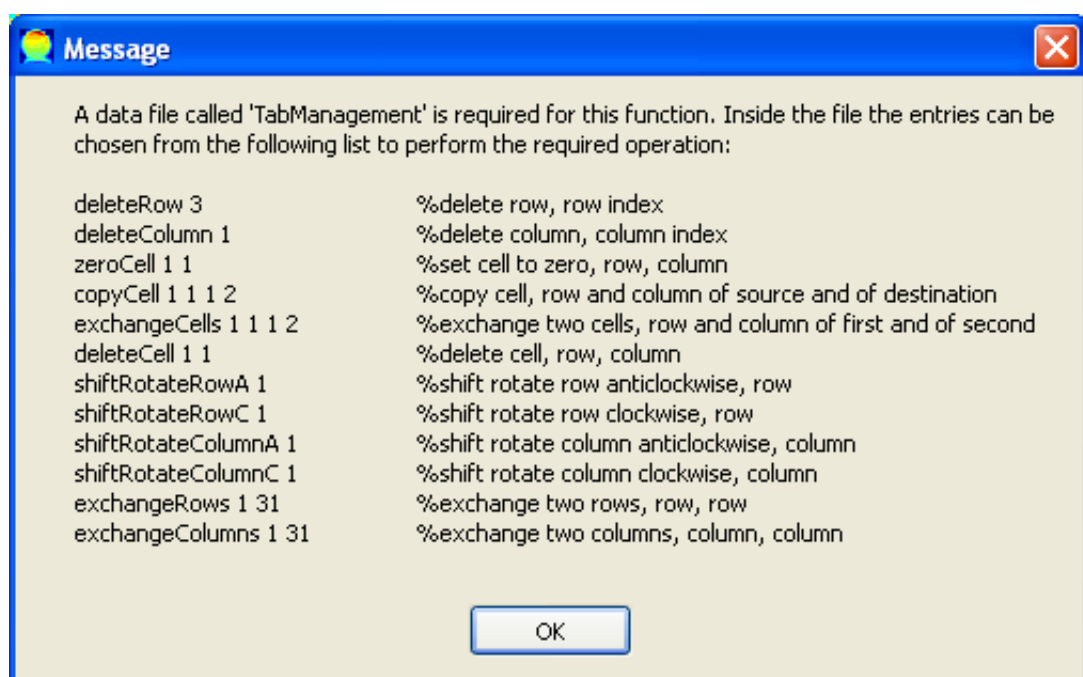 Message
A data file called 'TabManagement' is required for this function. Inside the file the entries can be
chosen from the following list to perform the required operation:
deleteRow 3 %delete row, row index
deleteColumn 1 %delete column, column index
zeroCell 1 1 %set cell to zero, row, column
copyCell 1 1 1 2 %copy cell, row and column of source and of destination
exchangeCells 1 1 1 2 %exchange two cells, row and column of first and of second
deleteCell 1 1 %delete cell, row, column
shiftRotateRowA 1 %shift rotate row anticlockwise, row
shiftRotateRowC 1 %shift rotate row clockwise, row
shiftRotateColumnA 1 %shift rotate column anticlockwise, column
shiftRotateColumnC 1 %shift rotate column clockwise, column
exchangeRows 1 31 %exchange two rows, row, row
exchangeColumns 1 31 %exchange two columns, column, column
OK